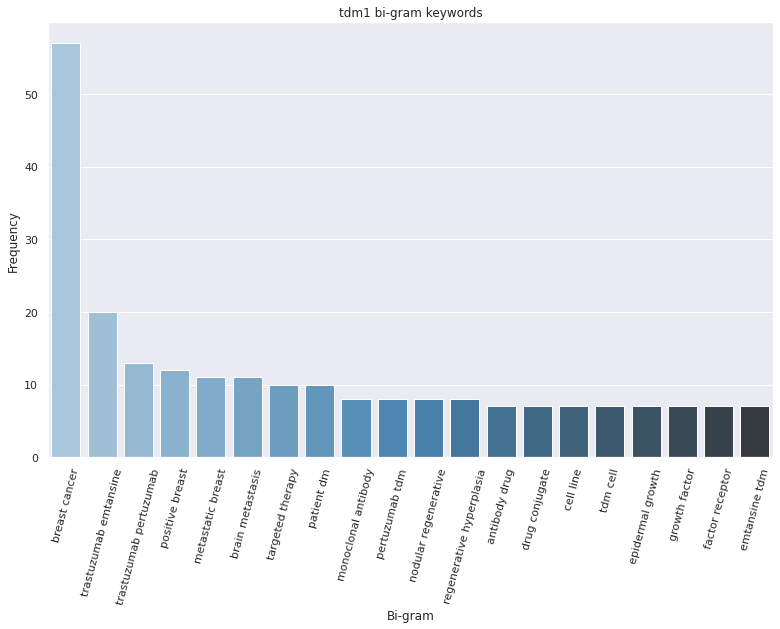 tdm1 bi-gram keywords
Frequency
50
40
30
20
10
0
breast cancer
trastuzumab emtansine
trastuzumab pertuzumab
positive breast
metastatic breast
brain metastasis
targeted therapy
patient dm
monoclonal antibody
pertuzumab tdm
nodular regenerative
regenerative hyperplasia
antibody drug
drug conjugate
cell line
tdm cell
epidermal growth
growth factor
factor receptor
emtansine tdm
Bi-gram